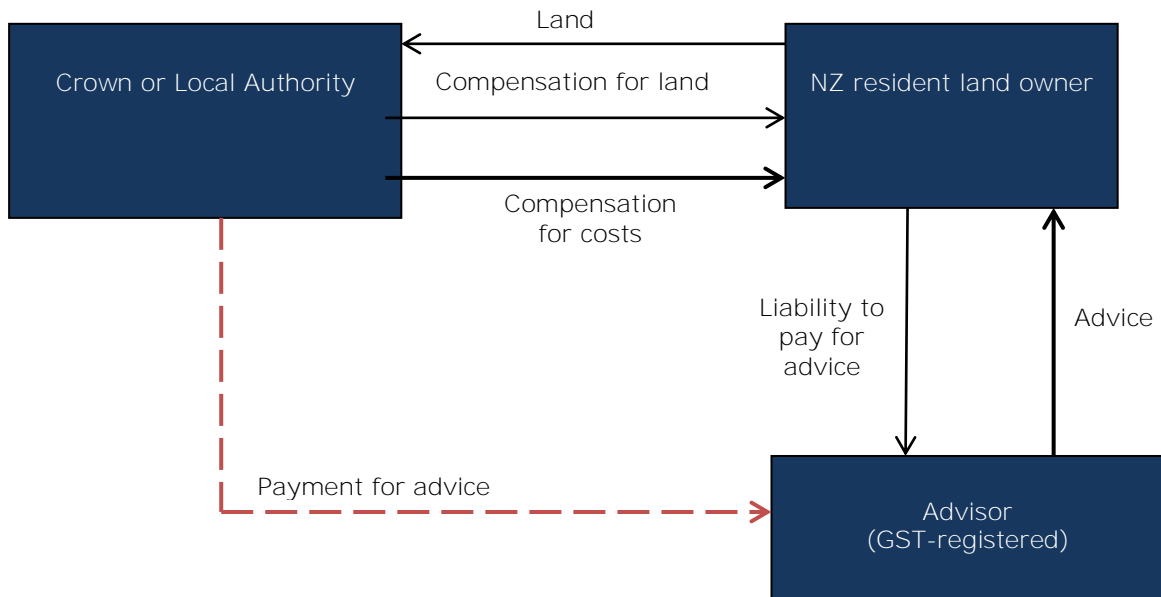 Land
Crown or Local Authority
Compensation for land
NZ resident land owner
Compensation
for costs
Liability to
pay for
advice
Advice
Payment for advice
Advisor
(GST-registered)